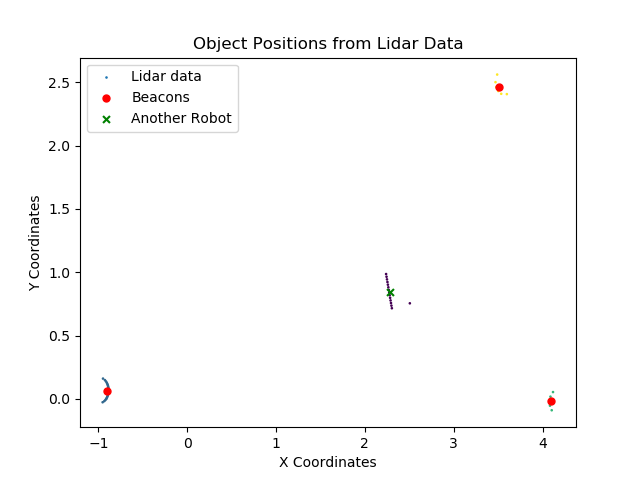 Object Positions from Lidar Data
Lidar data
Beacons
Another Robot
Y Coordinates
2.5
2.0
1.5
1.0
0.5
0.0
−1
0
1
2
3
4
X Coordinates